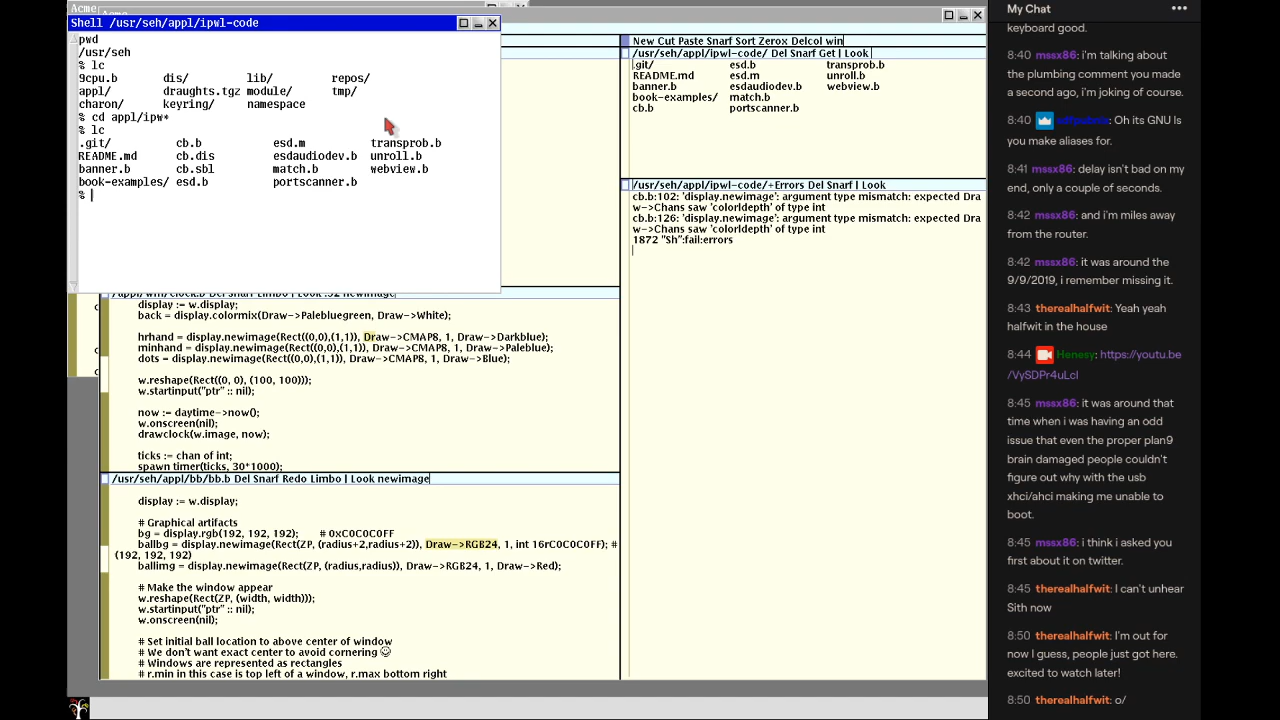 Acme
Shell /usr/seh/appl/ipwl-code
pwd
/usr/seh
% lc
9cpu.b dis/ lib/ repos/
appl/ draughts.tgz module/ tmp/
charon/ keyring/ namespace
% cd appl/ipw*
% lc
.git/ cb.b esd.m transprob.b
README.md cb.dis esdaudiodev.b unroll.b
banner.b cb.sbl match.b webview.b
book-examples/ esd.b portscanner.b
%
display := w.display;
back = display.colormix(Draw->Palebluegreen, Draw->White);
hrhand = display.newimage(Rect((0,0),(1,1)), Draw->CMAP8, 1, Draw->Darkblue);
minhand = display.newimage(Rect((0,0),(1,1)), Draw->CMAP8, 1, Draw->Paleblue);
dots = display.newimage(Rect((0,0),(1,1)), Draw->CMAP8, 1, Draw->Blue);
w.reshape(Rect((0, 0), (100, 100)));
w.startinput("ptr" :: nil);
now := daytime->now();
w.onscreen(nil);
drawclock(w.image, now);
ticks := chan of int;
spawn timer(ticks, 30*1000);
/usr/seh/appl/bb/bb.b Del Snarf Redo Limbo | Look newimage
display := w.display;
# Graphical artifacts
bg = display.rgb(192, 192, 192); # 0xC0C0C0FF
ballbg = display.newimage(Rect(ZP, (radius+2,radius+2)), Draw->RGB24, 1, int 16rC0C0C0FF); #
(192, 192, 192)
ballimg = display.newimage(Rect(ZP, (radius,radius)), Draw->RGB24, 1, Draw->Red);
# Make the window appear
w.reshape(Rect(ZP, (width, width)));
w.startinput("ptr" :: nil);
w.onscreen(nil);
# Set initial ball location to above center of window
# We don't want exact center to avoid cornering ☺
# Windows are represented as rectangles
# r.min in this case is top left of a window, r.max bottom right
New Cut Paste Snarf Sort Zerox Delcol win
/usr/seh/appl/ipwl-code/ Del Snarf Get | Look
.git/ esd.b transprob.b
README.md esd.m unroll.b
banner.b esdaudiodev.b webview.b
book-examples/ match.b
cb.b portscanner.b
/usr/seh/appl/ipwl-code/+Errors Del Snarf | Look
cb.b:102: 'display.newimage': argument type mismatch: expected Dra
w->Chans saw 'colorldepth' of type int
cb.b:126: 'display.newimage': argument type mismatch: expected Dra
w->Chans saw 'colorldepth' of type int
1872 "Sh":fail:errors
My Chat
keyboard good.
8:40 mssx86: i'm talking about
the plumbing comment you made
a second ago, i'm joking of course.
8:40 Oh its GNU ls
you make aliases for.
8:41 mssx86: delay isn't bad on my
end, only a couple of seconds.
8:42 mssx86: and i'm miles away
from the router.
8:42 mssx86: it was around the
9/9/2019, i remember missing it.
8:43 therealhalfwit: Yeah yeah
halfwit in the house
8:44 Henesy: https://youtu.be
/VySDPr4uLcI
8:45 mssx86: it was around that
time when i was having an odd
issue that even the proper plan9
brain damaged people couldn't
figure out why with the usb
xhci/ahci making me unable to
boot.
8:45 mssx86: i think i asked you
first about it on twitter.
8:45 therealhalfwit: I can't unhear
Sith now
8:50 therealhalfwit: I'm out for
now I guess, people just got here.
excited to watch later!
8:50 therealhalfwit: o/